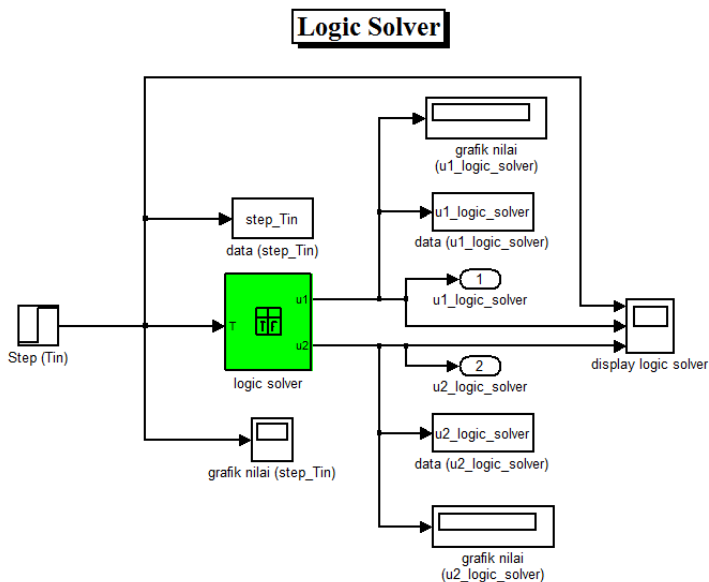 Logic Solver
grafik nilai
(u1_logic_solver)
step_Tin
data (step_Tin)
u1_logic_solver
data (u1_logic_solver)
1
u1_logic_solver
Step (Tin)
T
u1
u2
T F
logic solver
display logic solver
2
u2_logic_solver
grafik nilai (step_Tin)
u2_logic_solver
data (u2_logic_solver)
grafik nilai
(u2_logic_solver)